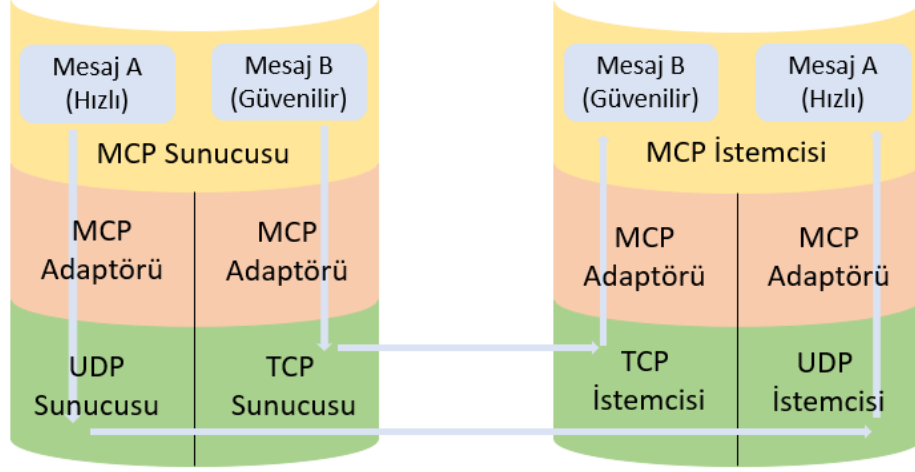 Mesaj A
(Hızlı)
Mesaj B
(Güvenilir)
MCP Sunucusu
MCP
Adaptörü
MCP
Adaptörü
UDP
Sunucusu
TCP
Sunucusu
Mesaj B
(Güvenilir)
Mesaj A
(Hızlı)
MCP İstemcisi
MCP
Adaptörü
MCP
Adaptörü
TCP
İstemcisi
UDP
İstemcisi